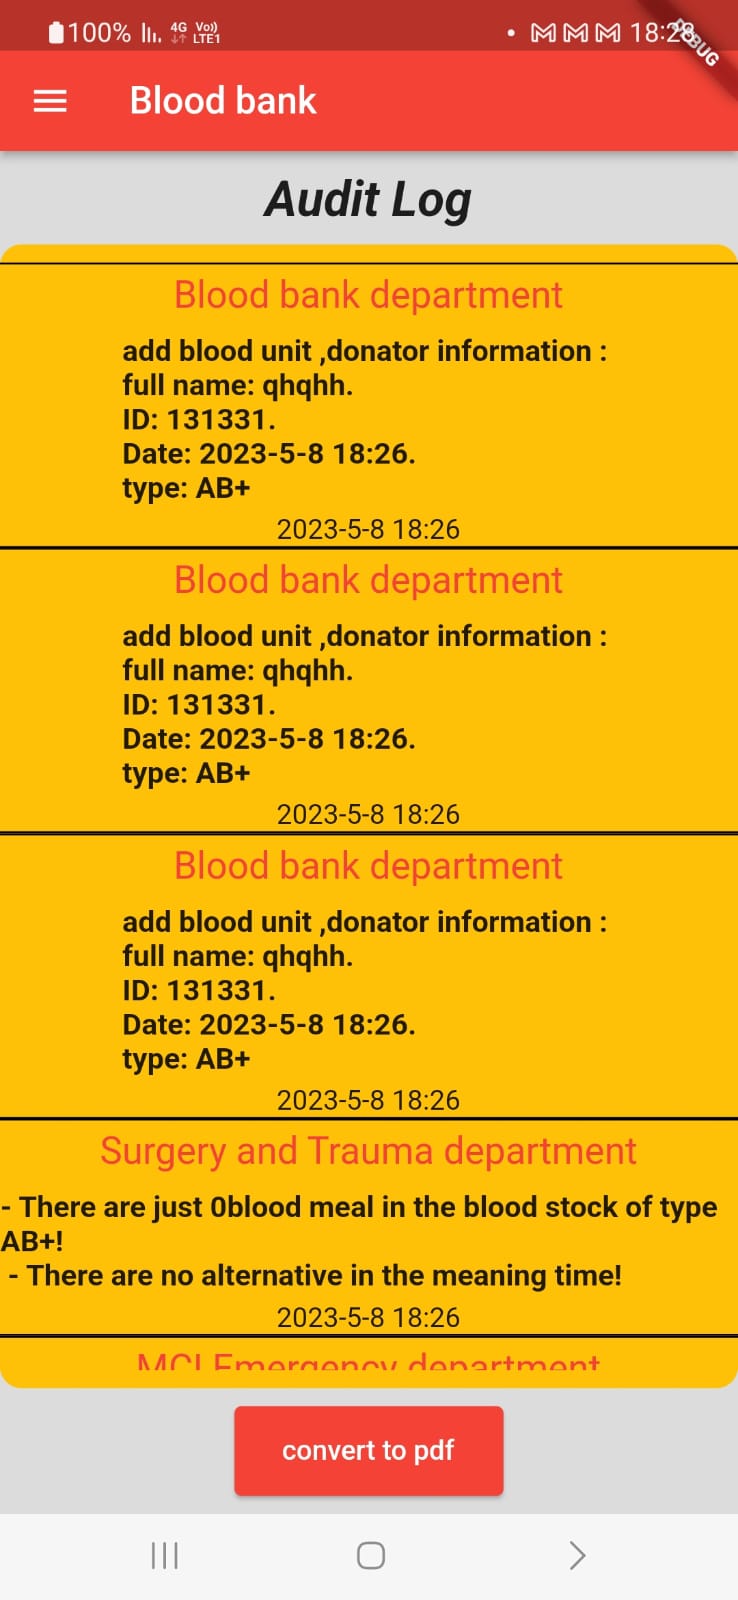 100% 4G Vo)) LTE1 18:28
DEBUG
Blood bank
Audit Log
Blood bank department
add blood unit ,donator information :
full name: qhqhh.
ID: 131331.
Date: 2023-5-8 18:26.
type: AB+
2023-5-8 18:26
Blood bank department
add blood unit ,donator information :
full name: qhqhh.
ID: 131331.
Date: 2023-5-8 18:26.
type: AB+
2023-5-8 18:26
Blood bank department
add blood unit ,donator information :
full name: qhqhh.
ID: 131331.
Date: 2023-5-8 18:26.
type: AB+
2023-5-8 18:26
Surgery and Trauma department
- There are just 0blood meal in the blood stock of type
AB+!
- There are no alternative in the meaning time!
2023-5-8 18:26
MCI Emergency department
convert to pdf